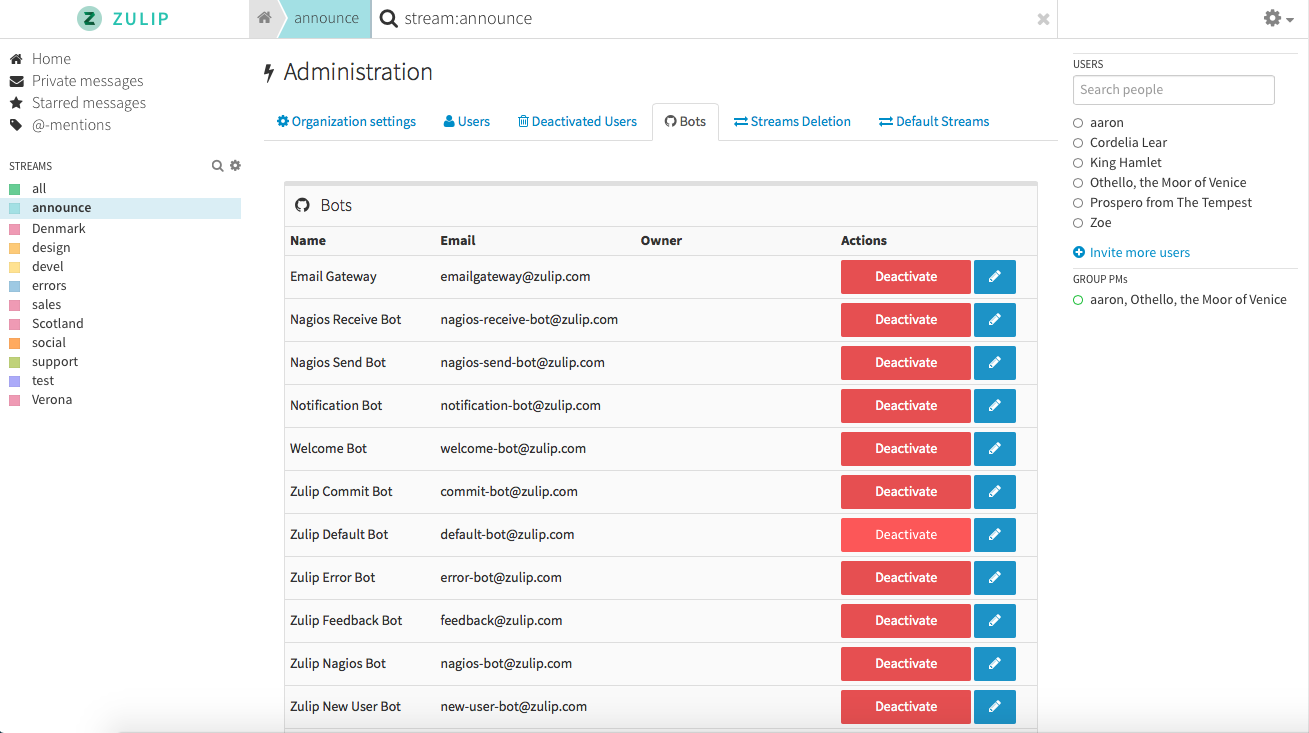 ZULIP
announce
stream:announce
Home
Private messages
Starred messages
@-mentions
STREAMS
all
announce
Denmark
design
devel
errors
sales
Scotland
social
support
test
Verona
Administration
Organization settings
Users
Deactivated Users
Bots
Streams Deletion
Default Streams
Bots
Name Email Owner Actions
Email Gateway emailgateway@zulip.com Deactivate
Nagios Receive Bot nagios-receive-bot@zulip.com Deactivate
Nagios Send Bot nagios-send-bot@zulip.com Deactivate
Notification Bot notification-bot@zulip.com Deactivate
Welcome Bot welcome-bot@zulip.com Deactivate
Zulip Commit Bot commit-bot@zulip.com Deactivate
Zulip Default Bot default-bot@zulip.com Deactivate
Zulip Error Bot error-bot@zulip.com Deactivate
Zulip Feedback Bot feedback@zulip.com Deactivate
Zulip Nagios Bot nagios-bot@zulip.com Deactivate
Zulip New User Bot new-user-bot@zulip.com Deactivate
USERS
Search people
aaron
Cordelia Lear
King Hamlet
Othello, the Moor of Venice
Prospero from The Tempest
Zoe
Invite more users
GROUP PMs
aaron, Othello, the Moor of Venice